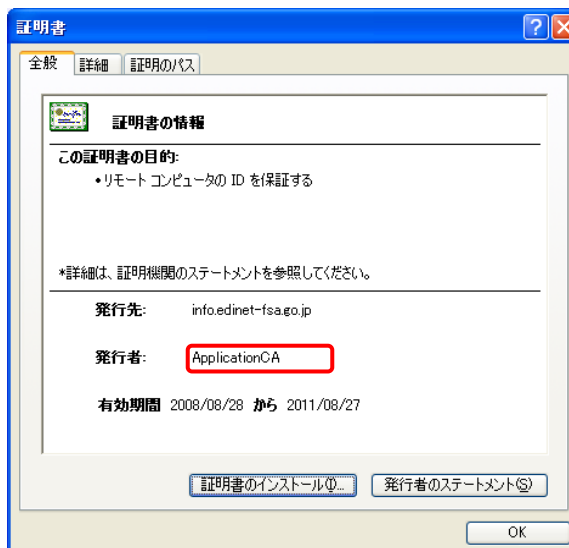 証明書
全般 詳細 証明のパス
証明書の情報
この証明書の目的:
•リモート コンピュータの ID を保証する
*詳細は、証明機関のステートメントを参照してください。
発行先: info.edinet-fsa.go.jp
発行者: ApplicationCA
有効期間 2008/08/28 から 2011/08/27
証明書のインストール(I)... 発行者のステートメント(S)
OK